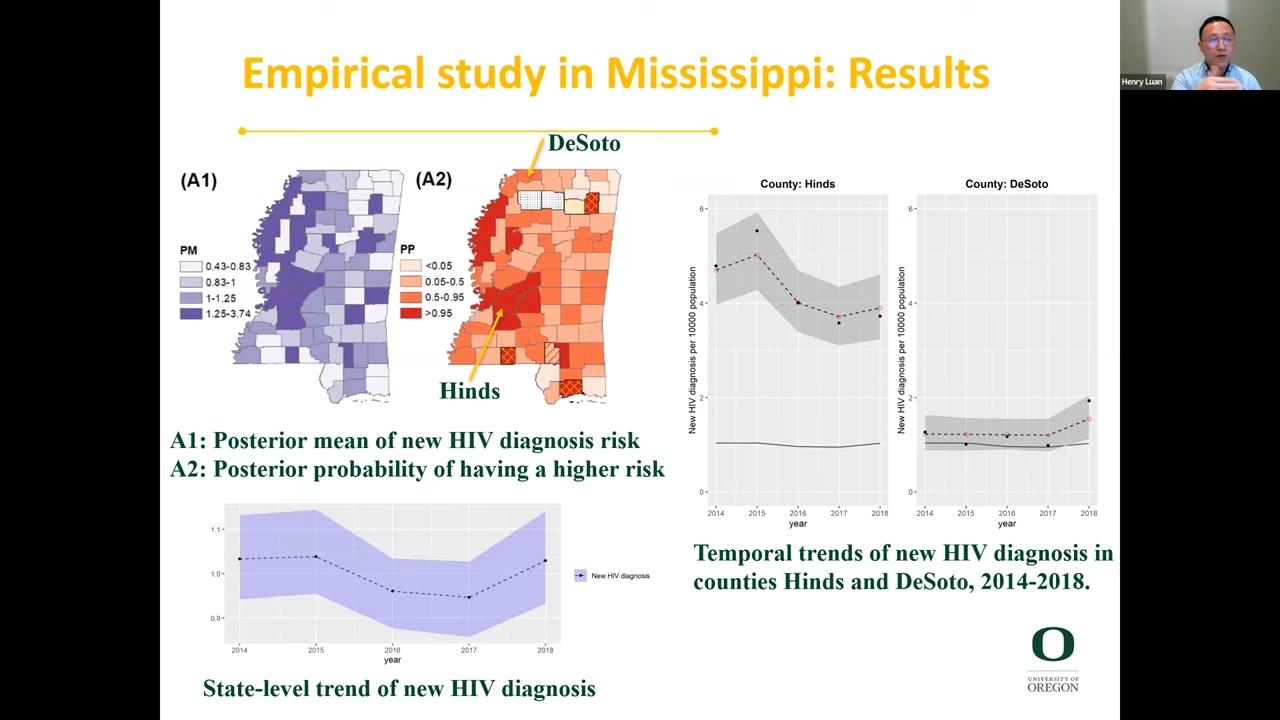 Empirical study in Mississippi: Results
Henry Luan
DeSoto
(A1)
(A2)
PM
0.43-0.83
0.83-1
1-1.25
1.25-3.74
PP
<0.05
0.05-0.5
0.5-0.95
>0.95
Hinds
A1: Posterior mean of new HIV diagnosis risk
A2: Posterior probability of having a higher risk
1.1
1.0
0.9
2014 2015 2016 2017 2018
year
New HIV diagnosis
State-level trend of new HIV diagnosis
County: Hinds
New HIV diagnosis per 10000 population
6
4
2
0
2014 2015 2016 2017 2018
year
County: DeSoto
New HIV diagnosis per 10000 population
6
4
2
0
2014 2015 2016 2017 2018
year
Temporal trends of new HIV diagnosis in
counties Hinds and DeSoto, 2014-2018.
O
UNIVERSITY OF
OREGON